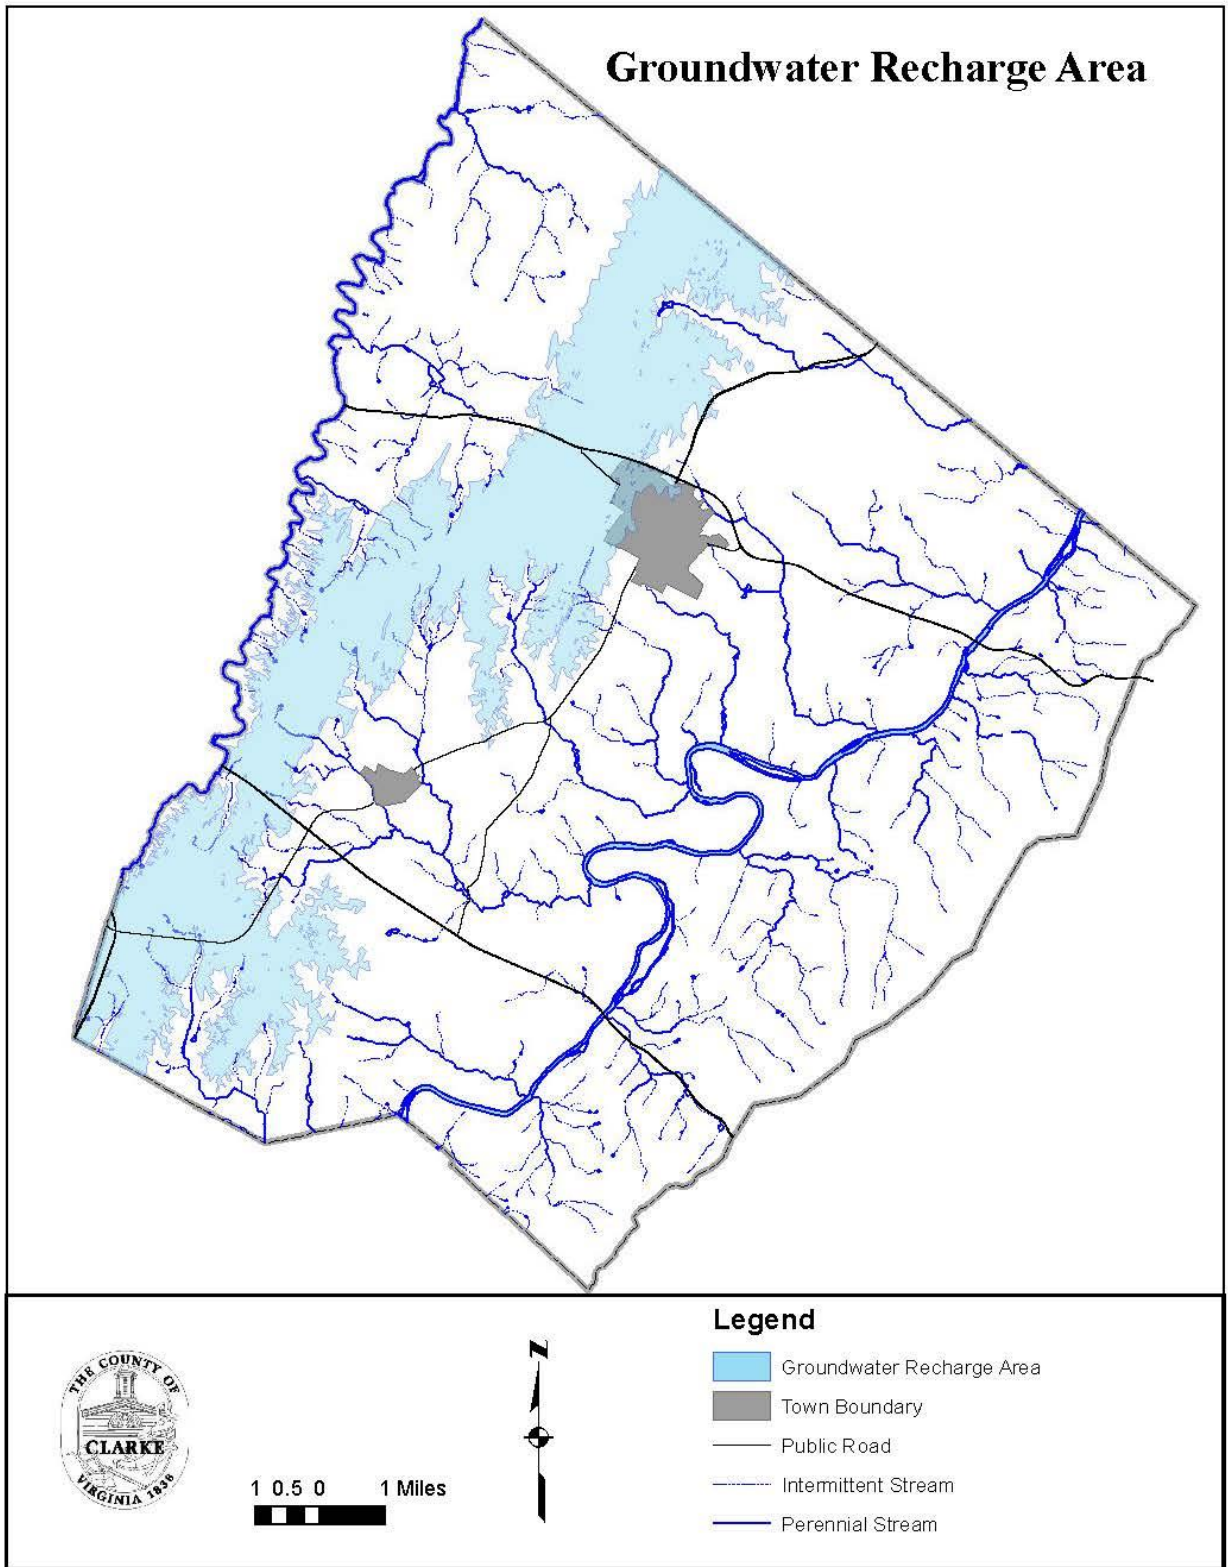 Groundwater Recharge Area
THE COUNTY OF
CLARKE
VIRGINIA 1836
1 0.5 0 1 Miles
N
Legend
Groundwater Recharge Area
Town Boundary
Public Road
Intermittent Stream
Perennial Stream